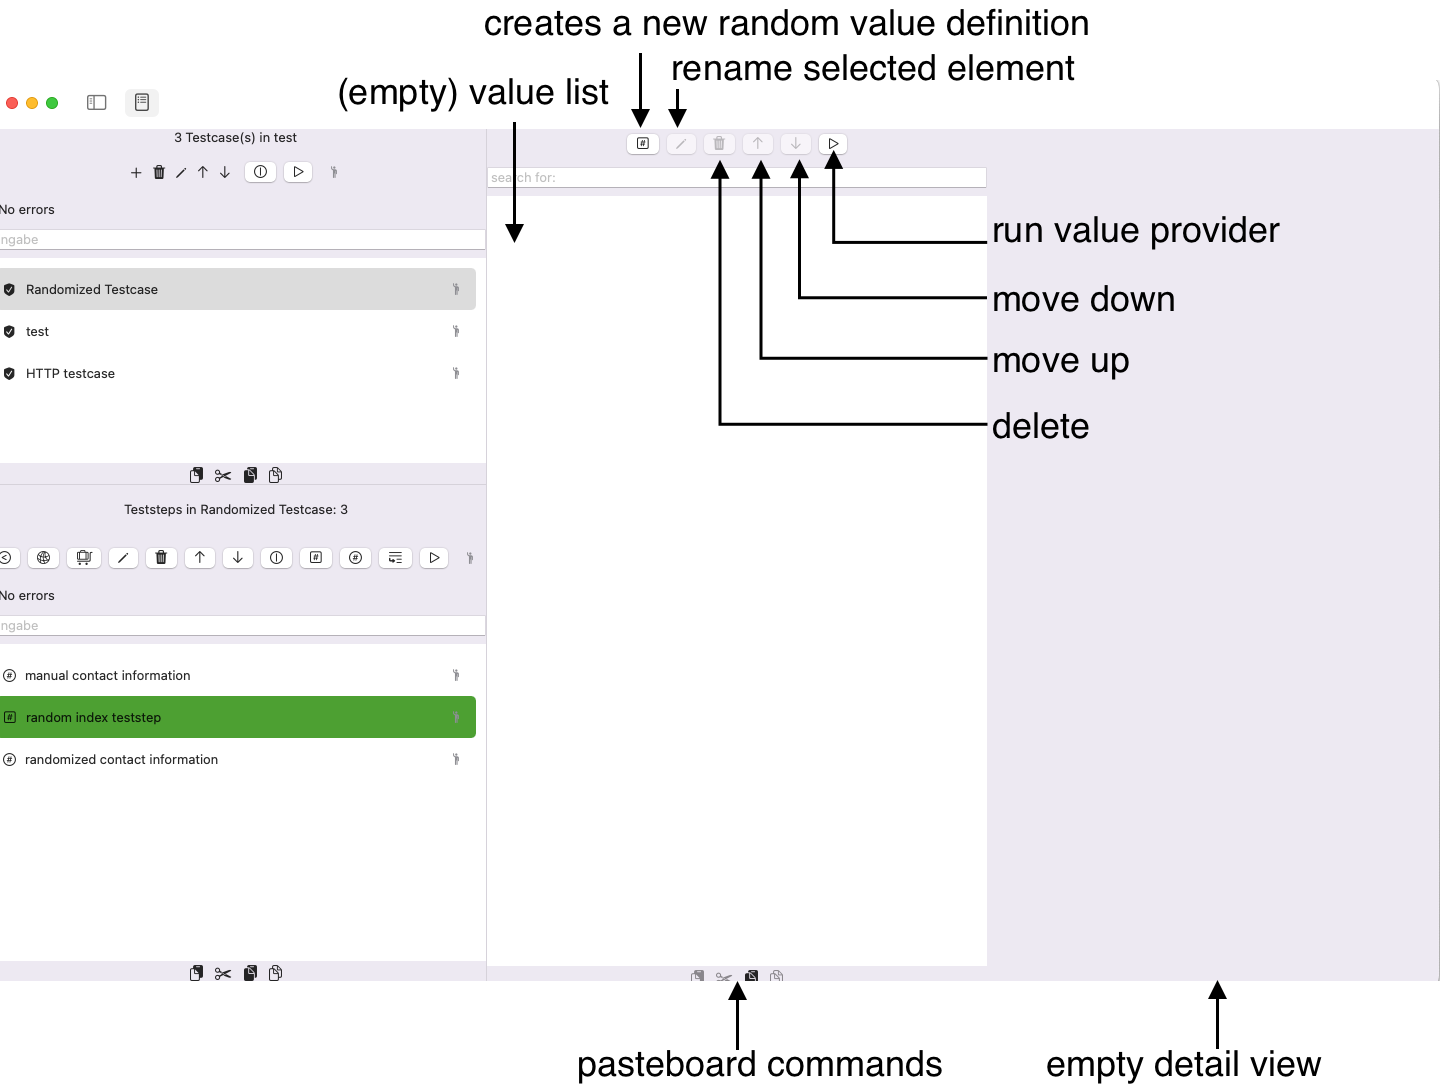 creates a new random value definition
rename selected element
(empty) value list
3 Testcase(s) in test
search for:
No errors
ngabe
run value provider
Randomized Testcase
move down
test
move up
HTTP testcase
delete
Teststeps in Randomized Testcase: 3
No errors
ngabe
manual contact information
random index teststep
randomized contact information
pasteboard commands
empty detail view